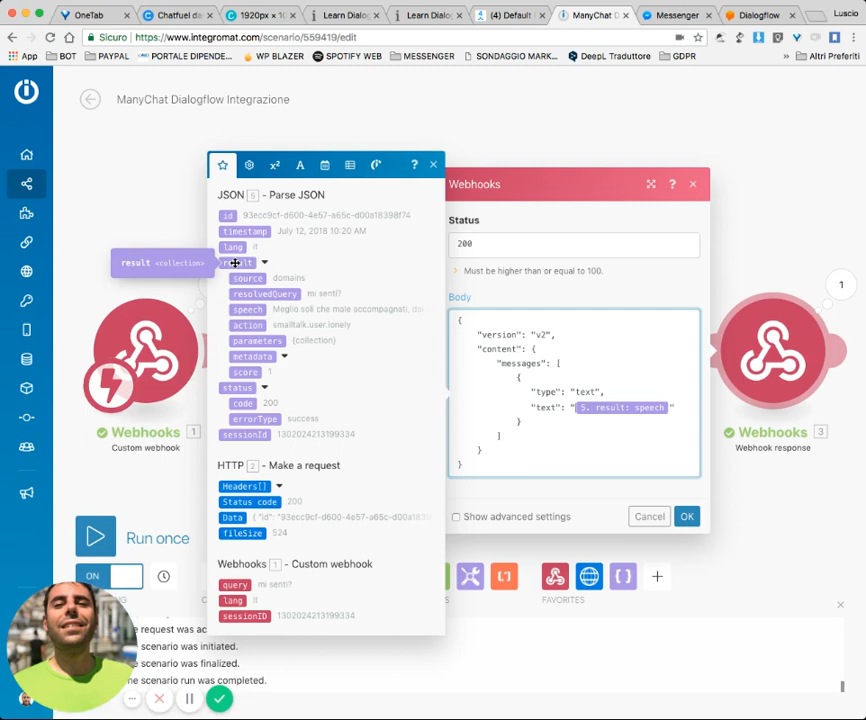 OneTab
Chatfuel da
1920px × 10
Learn Dialog
Learn Dialog
(4) (Default
ManyChat D
Messenger
Dialogflow
Luscio
Sicuro
https://www.integromat.com/scenario/559419/edit
App
BOT
PAYPAL
PORTALE DIPENDE...
WP BLAZER
SPOTIFY WEB
MESSENGER
SONDAGGIO MARK...
DeepL Traduttore
GDPR
»
Altri Preferiti
ManyChat Dialogflow Integrazione
JSON 5 - Parse JSON
id 93ecc9cf-d600-4e57-a65c-d00a18398f74
timestamp July 12, 2018 10:20 AM
lang it
result <collection>
result
source domains
resolvedQuery mi senti?
speech Meglio soli che male accompagnati, dai
action smalltalk.user.lonely
parameters {collection}
metadata
score 1
status
code 200
errorType success
sessionId 1302024213199334
HTTP 2 - Make a request
Headers[]
Status code 200
Data { "id": "93ecc9cf-d600-4e57-a65c-d00a1839
fileSize 524
Webhooks 1 - Custom webhook
query mi senti?
lang it
sessionID 1302024213199334
Webhooks
Status
200
Must be higher than or equal to 100.
Body
{
"version": "v2",
"content": {
"messages": [
{
"type": "text",
"text": "5. result: speech"
}
]
}
}
Show advanced settings
Cancel
OK
Webhooks 1
Custom webhook
1
Webhooks 3
Webhook response
Run once
ON
FAVORITES
e request was ac
scenario was initiated.
e scenario was finalized.
e scenario run was completed.